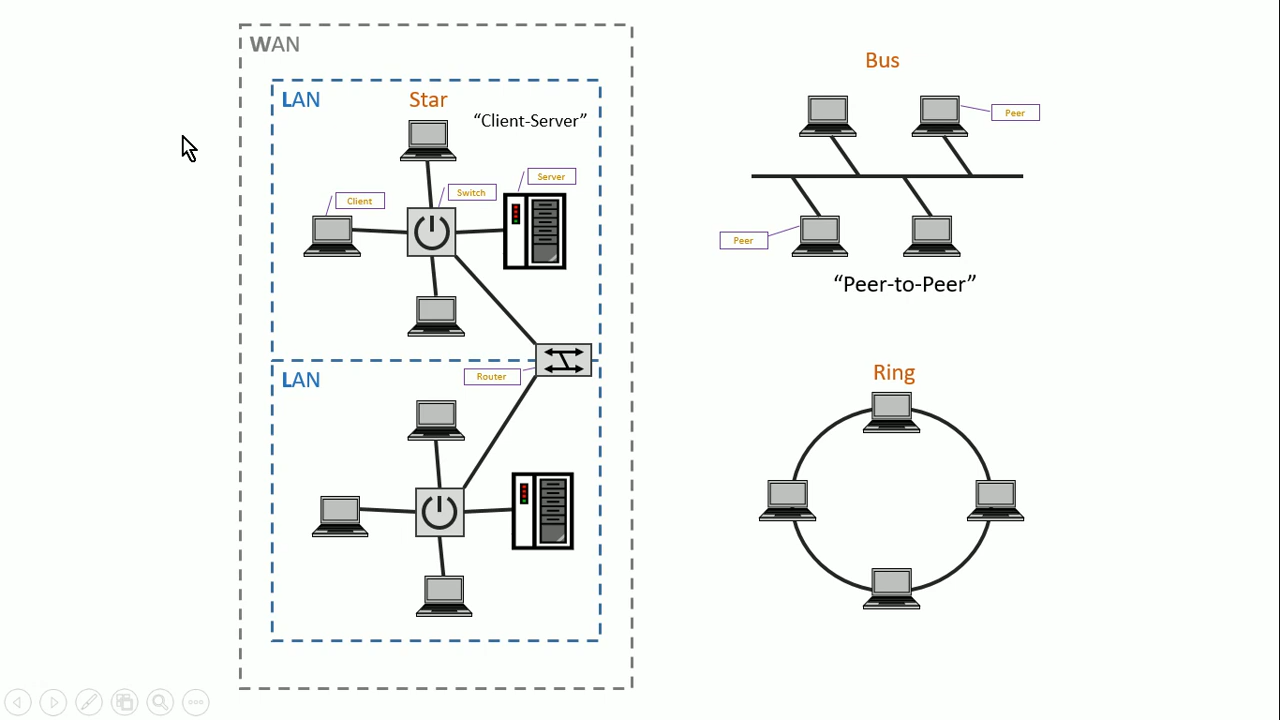 WAN
LAN
Star
“Client-Server”
Server
Switch
Client
Router
LAN
Bus
Peer
Peer
“Peer-to-Peer”
Ring